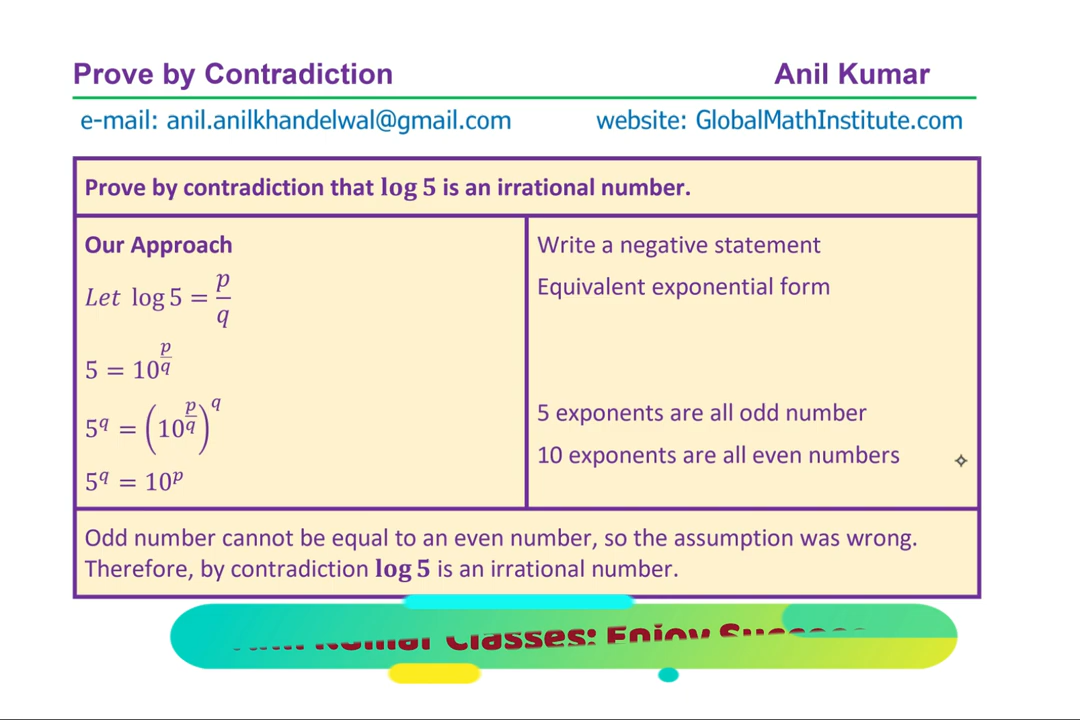 Prove by Contradiction Anil Kumar
e-mail: anil.anilkhandelwal@gmail.com website: GlobalMathInstitute.com
Prove by contradiction that log 5 is an irrational number.
Our Approach
Let log 5 = p/q
5 = 10^(p/q)
5^q = (10^(p/q))^q
5^q = 10^p
Write a negative statement
Equivalent exponential form
5 exponents are all odd number
10 exponents are all even numbers
Odd number cannot be equal to an even number, so the assumption was wrong.
Therefore, by contradiction log 5 is an irrational number.
Kumar Classes: Enjoy